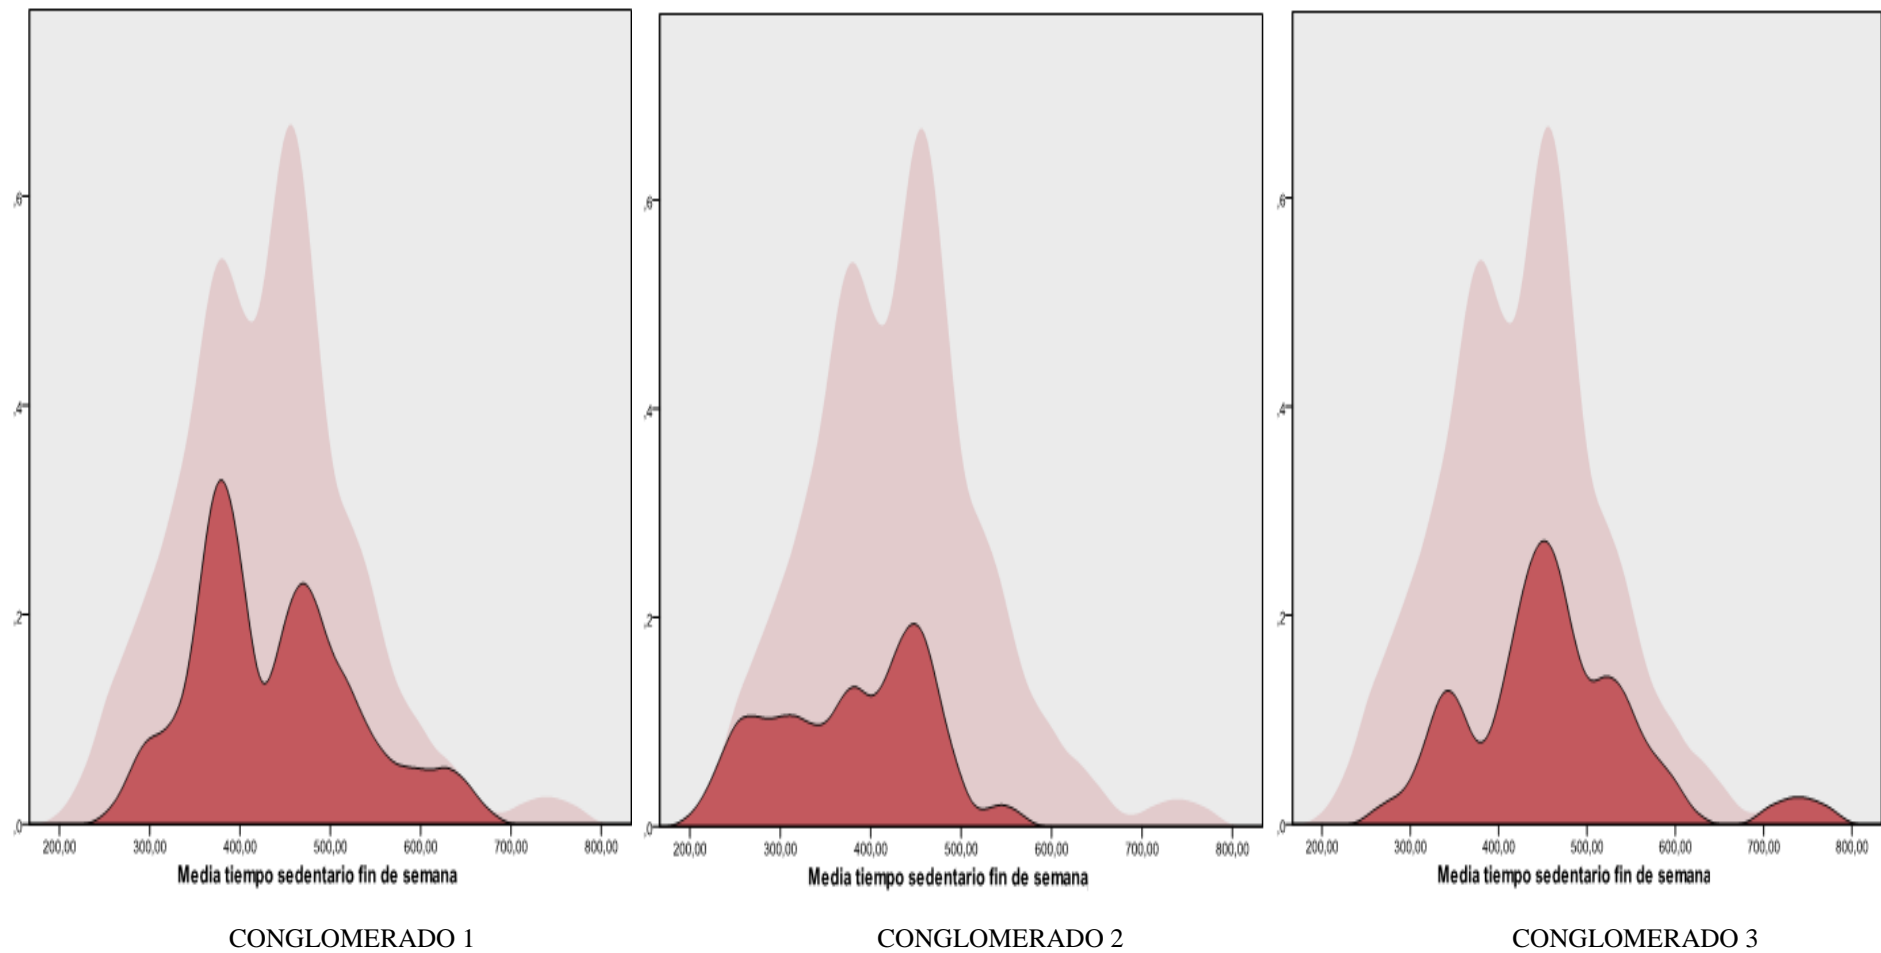 ,6
,4
,2
,0
200,00 300,00 400,00 500,00 600,00 700,00 800,00
Media tiempo sedentario fin de semana
CONGLOMERADO 1
,6
,4
,2
,0
200,00 300,00 400,00 500,00 600,00 700,00 800,00
Media tiempo sedentario fin de semana
CONGLOMERADO 2
,6
,4
,2
,0
200,00 300,00 400,00 500,00 600,00 700,00 800,00
Media tiempo sedentario fin de semana
CONGLOMERADO 3